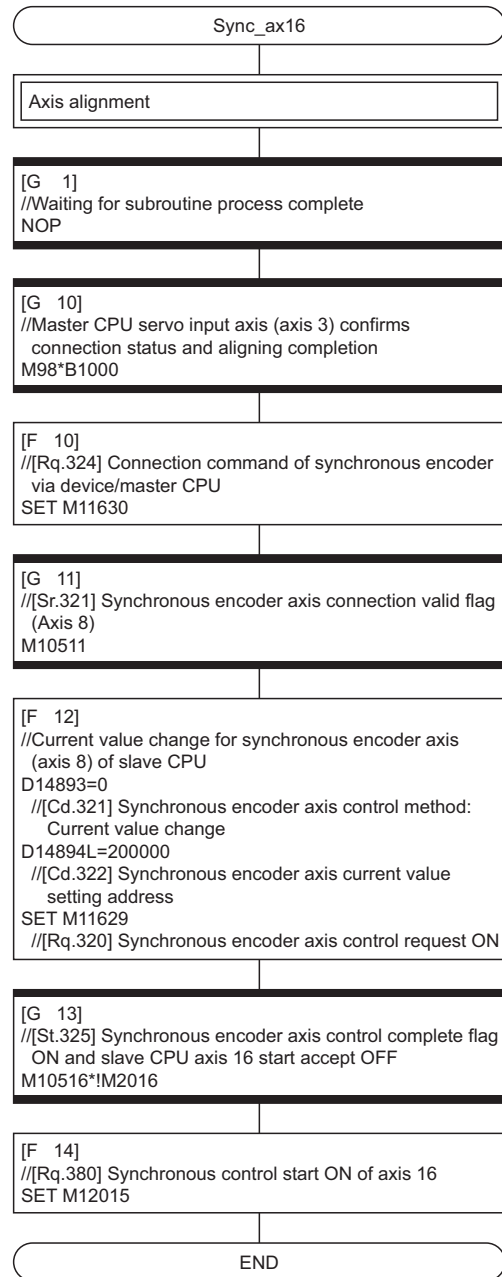 Sync_ax16
Axis alignment
[G 1]
//Waiting for subroutine process complete
NOP
[G 10]
//Master CPU servo input axis (axis 3) confirms
connection status and aligning completion
M98*B1000
[F 10]
//[Rq.324] Connection command of synchronous encoder
via device/master CPU
SET M11630
[G 11]
//[Sr.321] Synchronous encoder axis connection valid flag
(Axis 8)
M10511
[F 12]
//Current value change for synchronous encoder axis
(axis 8) of slave CPU
D14893=0
//[Cd.321] Synchronous encoder axis control method:
Current value change
D14894L=200000
//[Cd.322] Synchronous encoder axis current value
setting address
SET M11629
//[Rq.320] Synchronous encoder axis control request ON
[G 13]
//[St.325] Synchronous encoder axis control complete flag
ON and slave CPU axis 16 start accept OFF
M10516*!M2016
[F 14]
//[Rq.380] Synchronous control start ON of axis 16
SET M12015
END